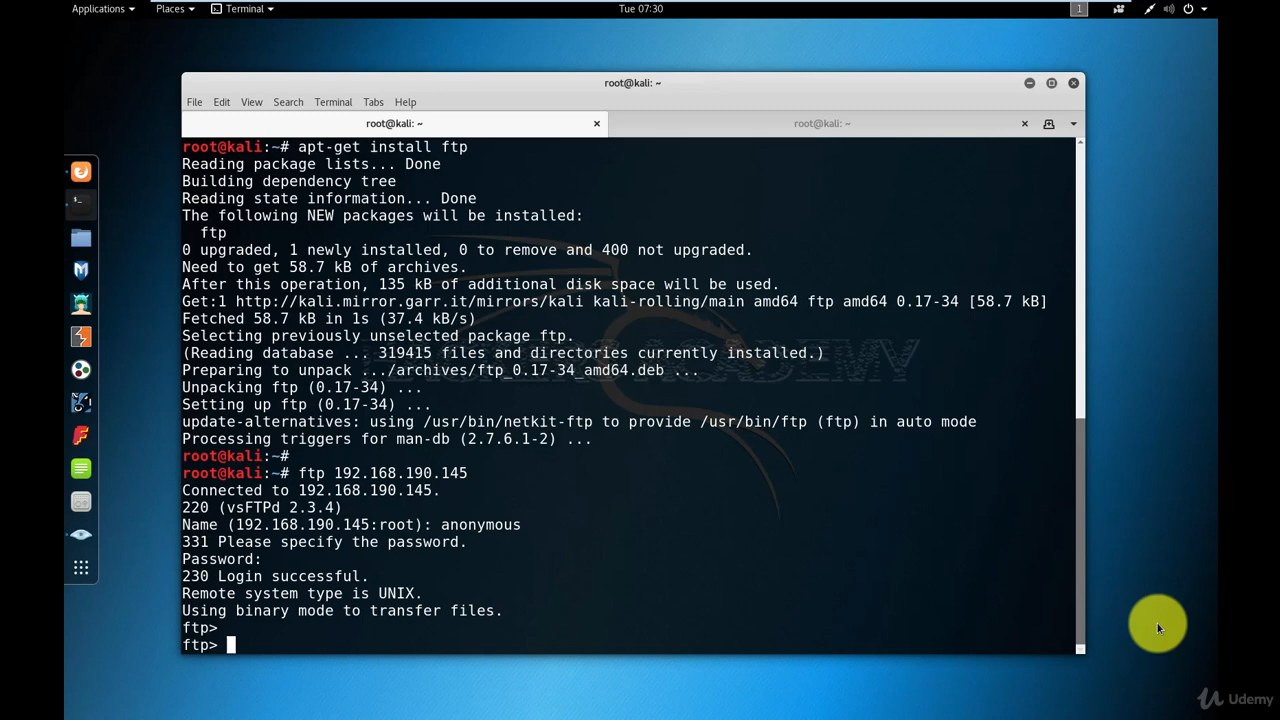 Applications Places Terminal Tue 07:30 1
root@kali: ~
File Edit View Search Terminal Tabs Help
root@kali: ~ root@kali: ~
root@kali:~# apt-get install ftp
Reading package lists... Done
Building dependency tree
Reading state information... Done
The following NEW packages will be installed:
ftp
0 upgraded, 1 newly installed, 0 to remove and 400 not upgraded.
Need to get 58.7 kB of archives.
After this operation, 135 kB of additional disk space will be used.
Get:1 http://kali.mirror.garr.it/mirrors/kali kali-rolling/main amd64 ftp amd64 0.17-34 [58.7 kB]
Fetched 58.7 kB in 1s (37.4 kB/s)
Selecting previously unselected package ftp.
(Reading database ... 319415 files and directories currently installed.)
Preparing to unpack .../archives/ftp_0.17-34_amd64.deb ...
Unpacking ftp (0.17-34) ...
Setting up ftp (0.17-34) ...
update-alternatives: using /usr/bin/netkit-ftp to provide /usr/bin/ftp (ftp) in auto mode
Processing triggers for man-db (2.7.6.1-2) ...
root@kali:~#
root@kali:~# ftp 192.168.190.145
Connected to 192.168.190.145.
220 (vsFTPd 2.3.4)
Name (192.168.190.145:root): anonymous
331 Please specify the password.
Password:
230 Login successful.
Remote system type is UNIX.
Using binary mode to transfer files.
ftp>
ftp>
Udemy